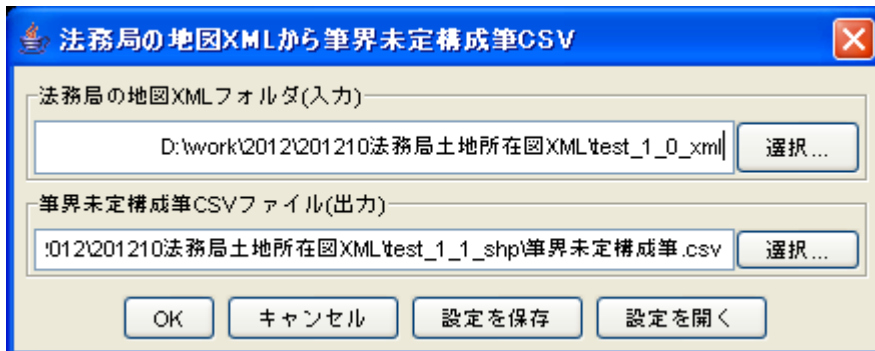 法務局の地図XMLから筆界未定構成筆CSV
法務局の地図XMLフォルダ(入力)
D:\work\2012\201210法務局土地所在図XML\test_1_0_xml 選択...
筆界未定構成筆CSVファイル(出力)
:012\201210法務局土地所在図XML\test_1_1_shp\筆界未定構成筆.csv 選択...
OK キャンセル 設定を保存 設定を開く